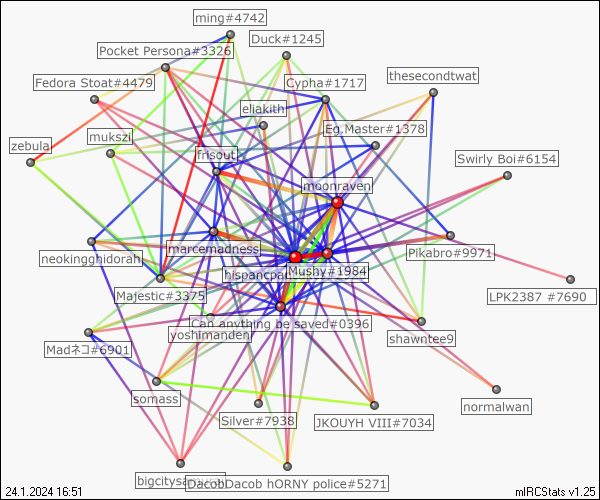 ming#4742
Duck#1245
Pocket Persona#3326
Fedora Stoat#4479
Cypha#1717
thesecondtwat
eliakith
Eg.Master#1378
mukszi
zebula
frisout
Swirly Boi#6154
moonraven
marcemadness
neokingghidorah
Pikabro#9971
hispancpa
Mushy#1984
Majestic#3375
LPK2387 #7690
Can anything be saved#0396
yoshimanden
shawntee9
Madネコ#6901
somass
normalwan
Silver#7938
JKOUYH VIII#7034
DacobDacob hORNY police#5271
24.1.2024 16:51
mIRCStats v1.25